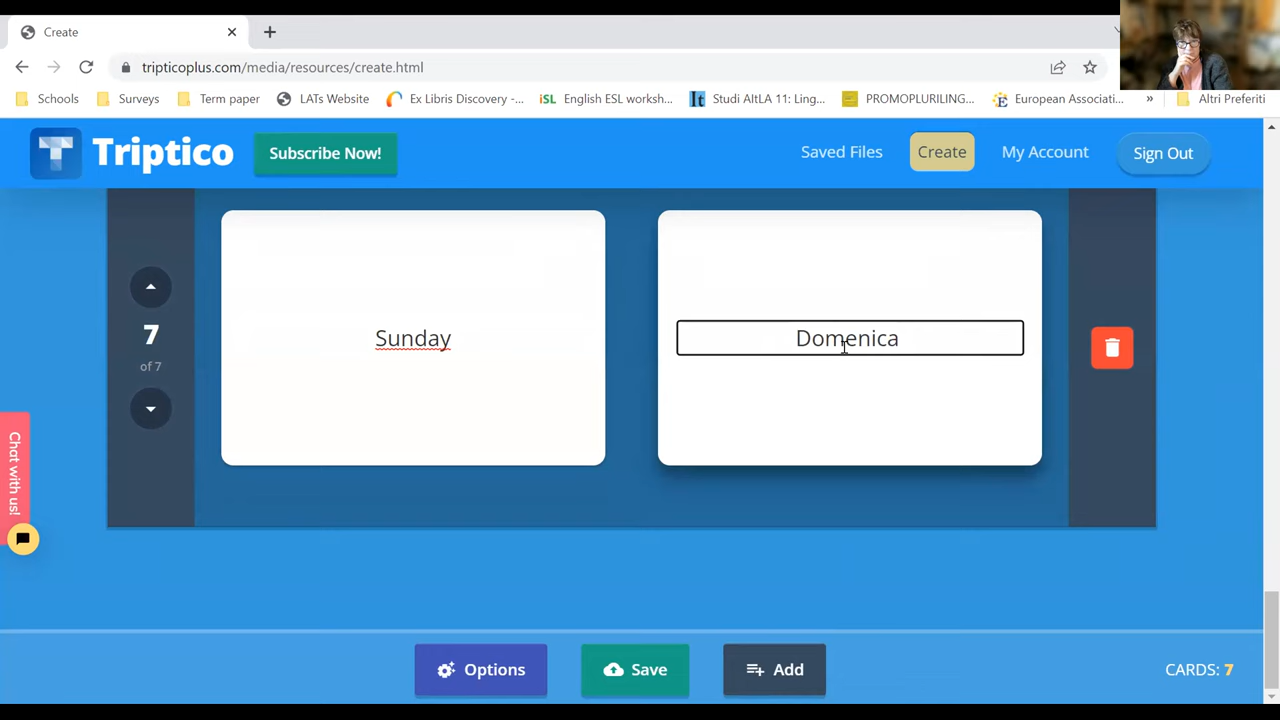 Create
tripticoplus.com/media/resources/create.html
Schools
Surveys
Term paper
LATs Website
Ex Libris Discovery -...
iSL English ESL worksh...
It Studi AItLA 11: Ling...
PROMOPLURILING...
European Associati...
»
Altri Preferiti
T Triptico
Subscribe Now!
Saved Files
Create
My Account
Sign Out
7
of 7
Sunday
Domenica
Chat with us!
Options
Save
Add
CARDS: 7